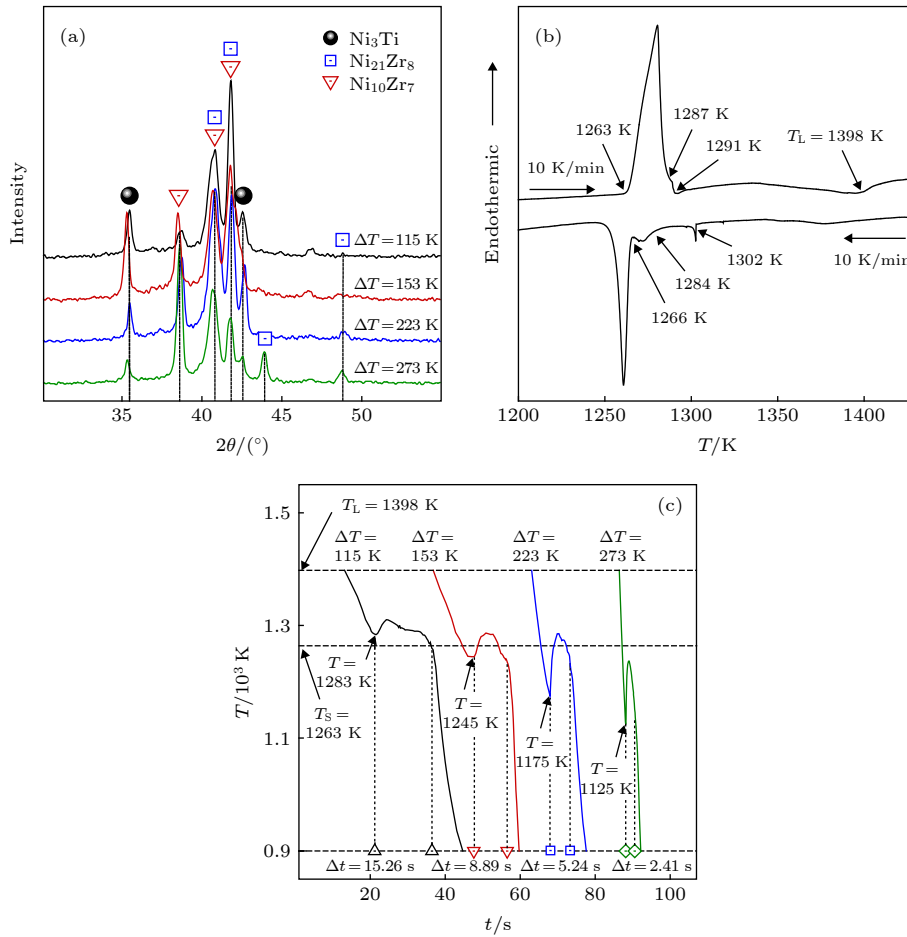 (a)
Ni₃Ti
Ni₂₁Zr₈
Ni₁₀Zr₇
Intensity
ΔT=115 K
ΔT=153 K
ΔT=223 K
ΔT=273 K
35 40 45 50
2θ/(°)
(b)
Endothermic
1263 K
1287 K
1291 K
T_L=1398 K
10 K/min
1302 K
10 K/min
1284 K
1266 K
1200 1250 1300 1350 1400
T/K
(c)
T_L=1398 K
ΔT= ΔT= ΔT= ΔT=
115 K 153 K 223 K 273 K
1.5
1.3
1.1
0.9
T/10³ K
T=
1283 K
T_S=
1263 K
T=
1245 K
T=
1175 K
T=
1125 K
Δt=15.26 s Δt=8.89 s Δt=5.24 s Δt=2.41 s
20 40 60 80 100
t/s